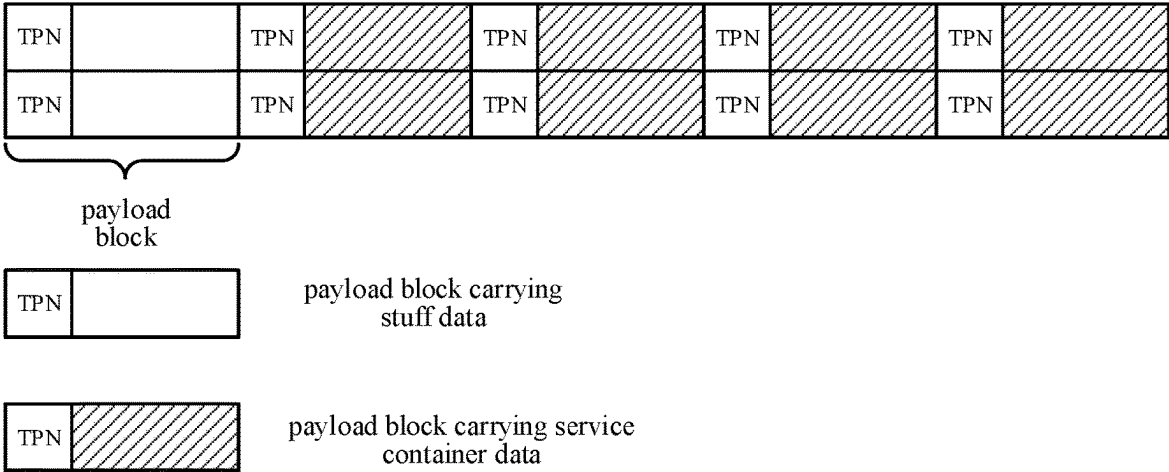 TPN TPN TPN TPN TPN
TPN TPN TPN TPN TPN
payload
block
TPN
payload block carrying
stuff data
TPN
payload block carrying service
container data